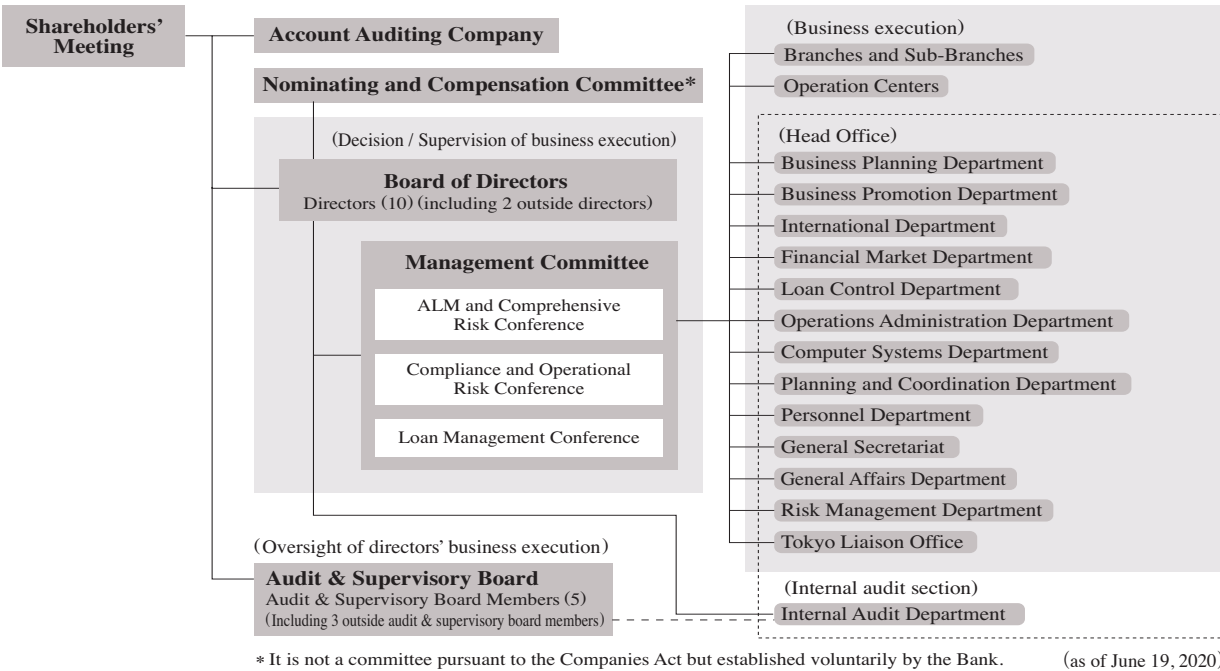 Shareholders'
Meeting
Account Auditing Company
Nominating and Compensation Committee*
(Decision / Supervision of business execution)
Board of Directors
Directors (10) (including 2 outside directors)
Management Committee
ALM and Comprehensive
Risk Conference
Compliance and Operational
Risk Conference
Loan Management Conference
(Oversight of directors' business execution)
Audit & Supervisory Board
Audit & Supervisory Board Members (5)
(Including 3 outside audit & supervisory board members)
(Business execution)
Branches and Sub-Branches
Operation Centers
(Head Office)
Business Planning Department
Business Promotion Department
International Department
Financial Market Department
Loan Control Department
Operations Administration Department
Computer Systems Department
Planning and Coordination Department
Personnel Department
General Secretariat
General Affairs Department
Risk Management Department
Tokyo Liaison Office
(Internal audit section)
Internal Audit Department
* It is not a committee pursuant to the Companies Act but established voluntarily by the Bank.
(as of June 19, 2020)